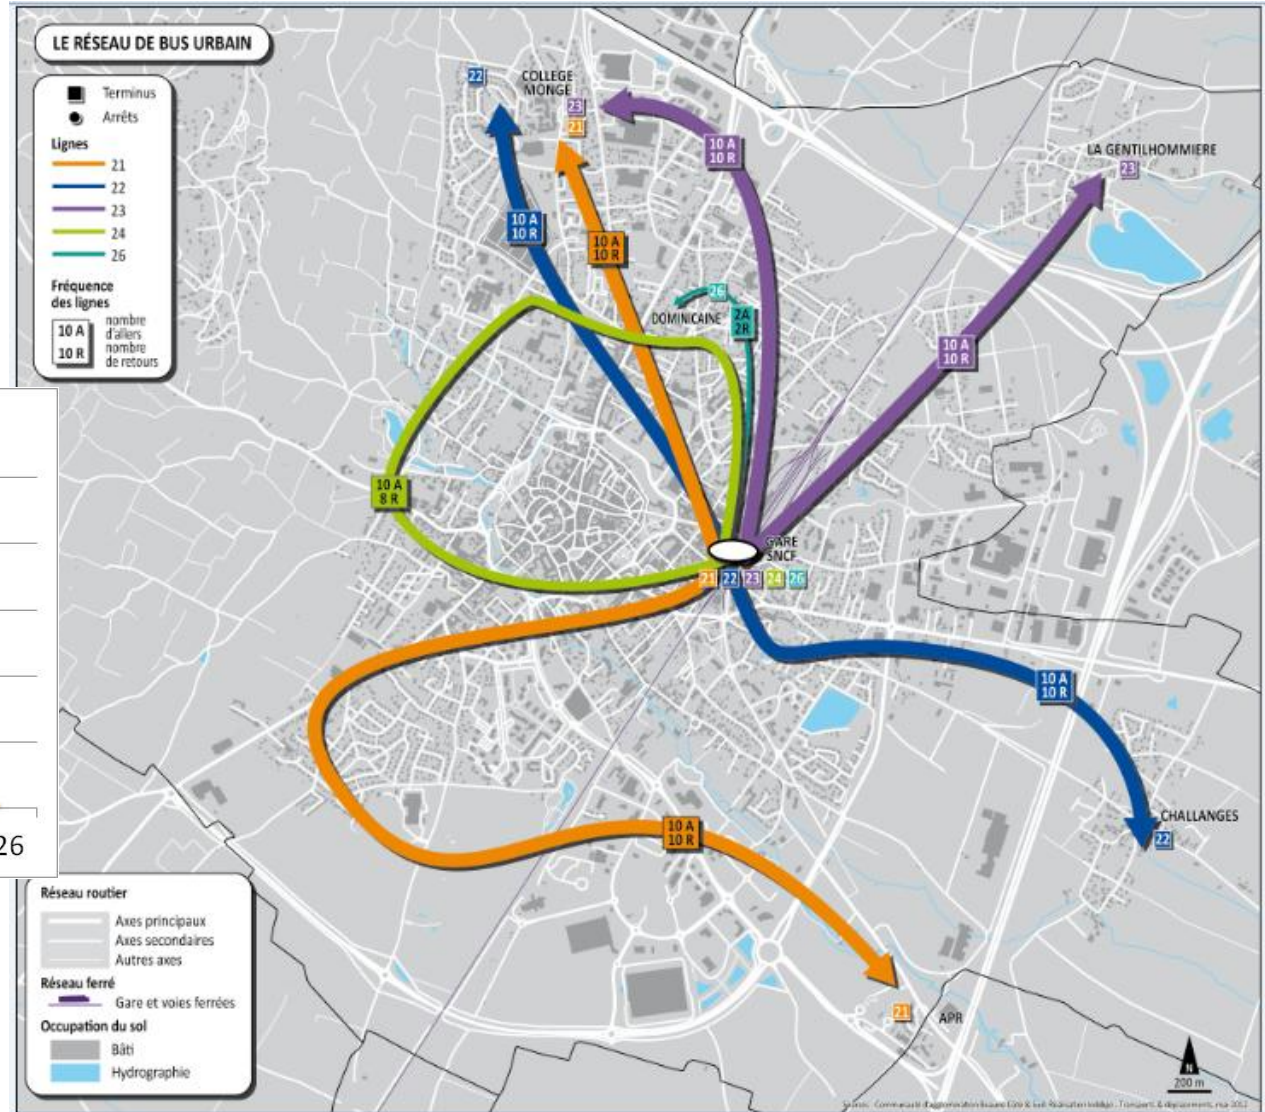 LE RÉSEAU DE BUS URBAIN
Terminus
Arrêts
Lignes
21
22
23
24
26
Fréquence
des lignes
10 A
10 R
nombre
d'allers
nombre
de retours
22
COLLEGE
MONGE
23
21
10 A
10 R
LA GENTILHOMMIERE
23
10 A
10 R
10 A
10 R
26
DOMINICAINE
2A
2R
10 A
10 R
10 A
8 R
GARE
SNCF
21
22
23
24
26
10 A
10 R
10 A
10 R
CHALLANGES
22
26
21
APR
Réseau routier
Axes principaux
Axes secondaires
Autres axes
Réseau ferré
Gare et voies ferrées
Occupation du sol
Bâti
Hydrographie
N
200 m